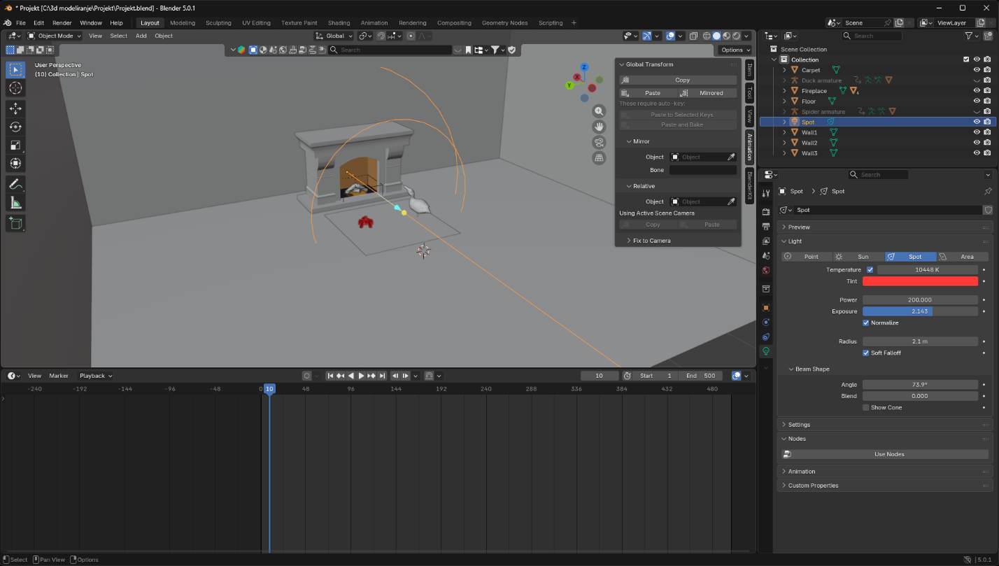 * Projekt [C:\3d modeliranje\Projekt\Projekt.blend] - Blender 5.0.1
File Edit Render Window Help Layout Modeling Sculpting UV Editing Texture Paint Shading Animation Rendering Compositing Geometry Nodes Scripting + Scene ViewLayer
Object Mode View Select Add Object Global Search
Search Options
User Perspective
(10) Collection | Spot
Z
X
Y
Global Transform
Copy
Paste Mirrored
These require auto-key:
Paste to Selected Keys
Paste and Bake
Mirror
Object Object
Bone
Relative
Object Object
Using Active Scene Camera
Copy Paste
Fix to Camera
Item
Tool
View
Animation
BlenderKit
Scene Collection
Collection
Carpet
Duck armature
Fireplace 6
Floor
Spider armature
Spot
Wall1
Wall2
Wall3
Search
Spot Spot
Spot
Preview
Light
Point Sun Spot Area
Temperature 10448 K
Tint
Power 200.000
Exposure 2.143
Normalize
Radius 2.1 m
Soft Falloff
Beam Shape
Angle 73.9°
Blend 0.000
Show Cone
Settings
Nodes
Use Nodes
Animation
Custom Properties
View Marker Playback 10 Start 1 End 500
-240 -192 -144 -96 -48 0 10 48 96 144 192 240 288 336 384 432 480
Select Pan View Options 5.0.1